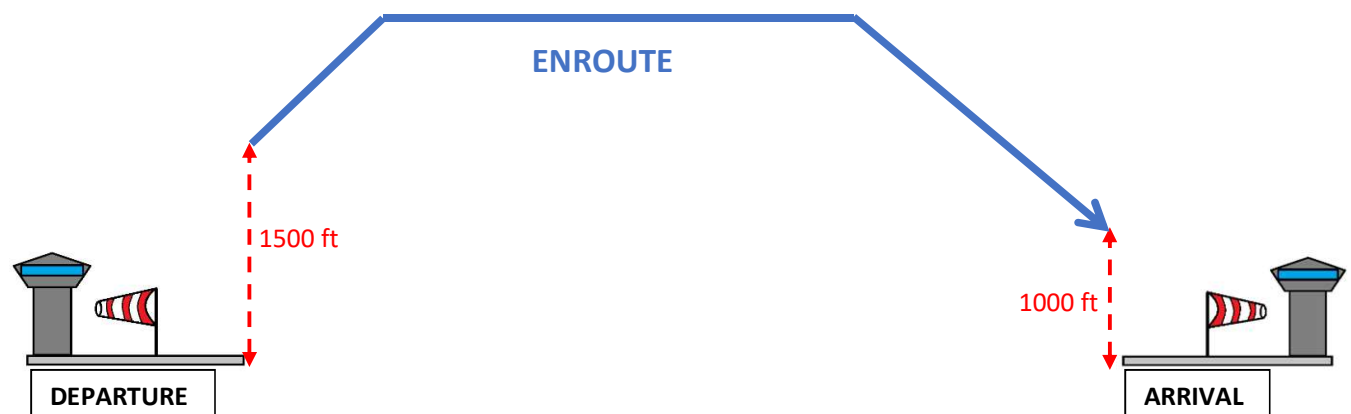 ENROUTE
1500 ft
1000 ft
DEPARTURE
ARRIVAL